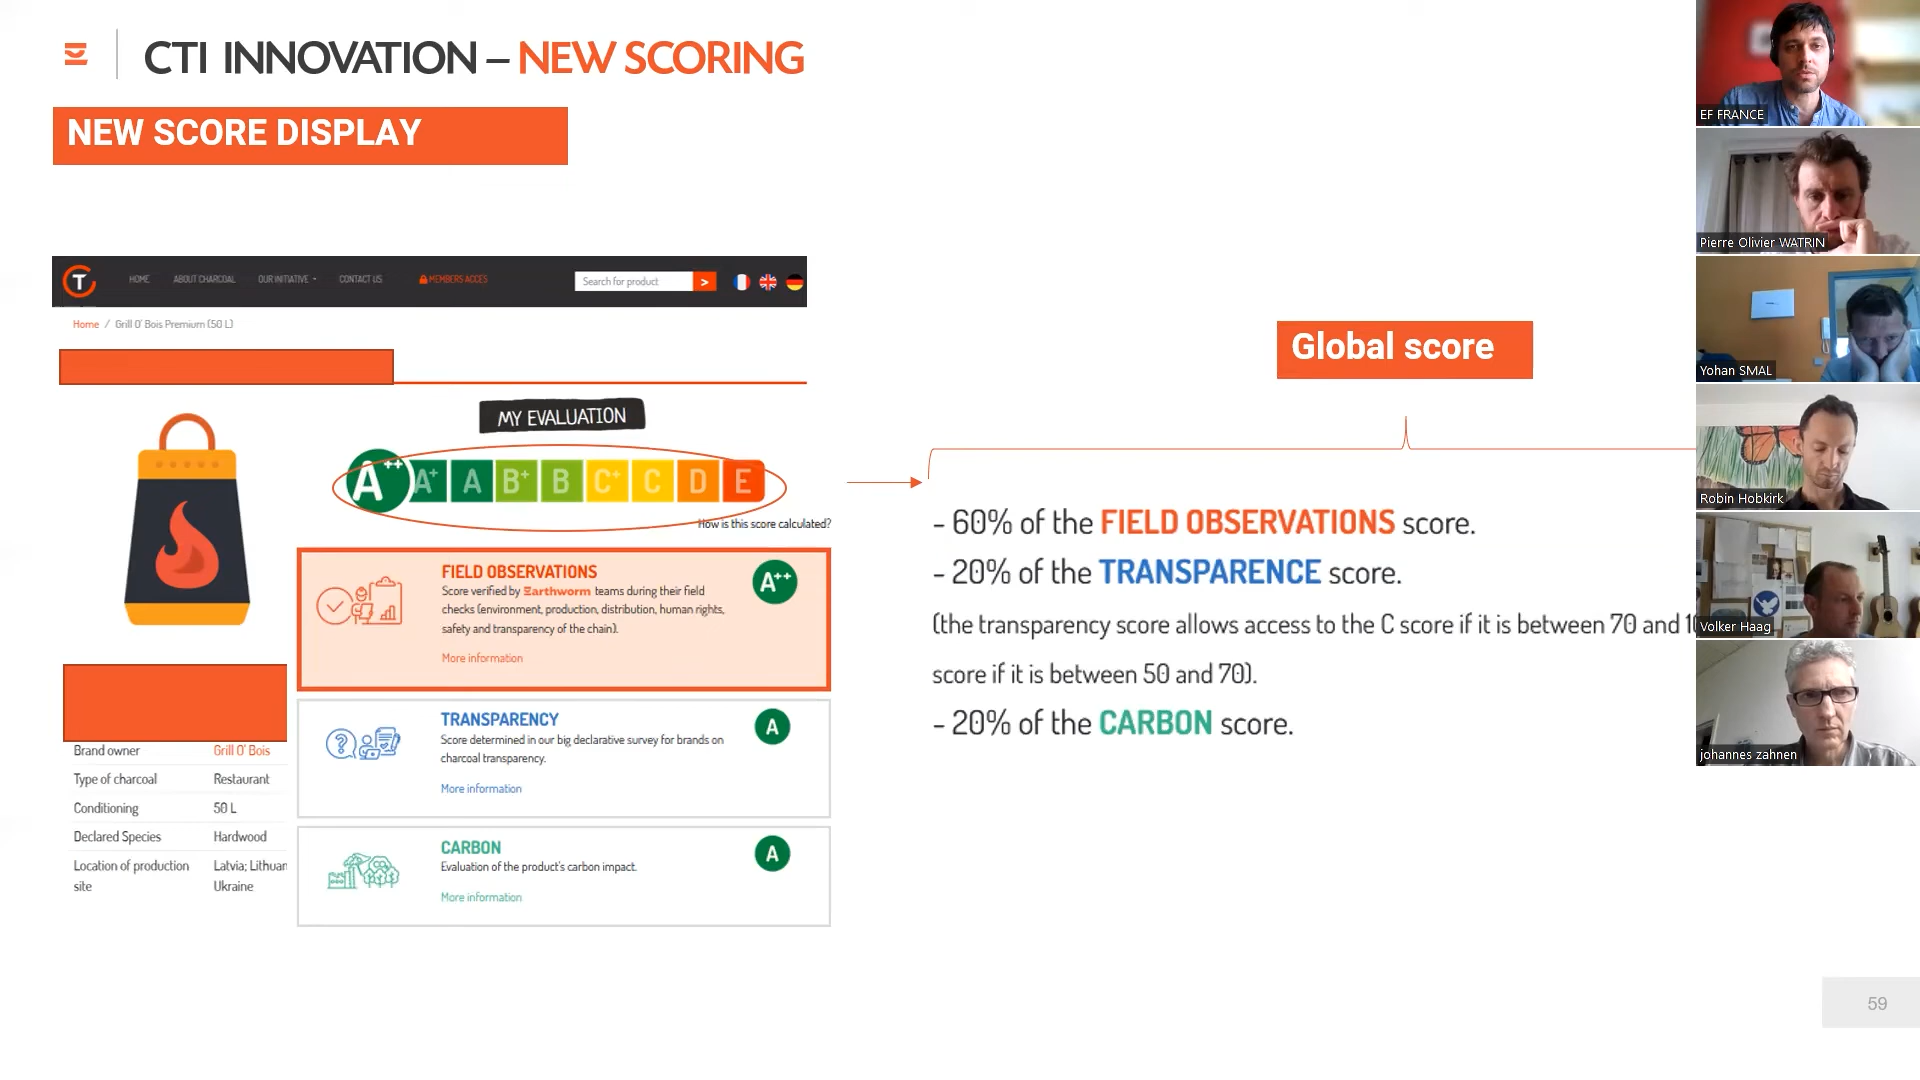 CTI INNOVATION – NEW SCORING
NEW SCORE DISPLAY
HOME
ABOUT CHARCOAL
OUR INITIATIVE
CONTACT US
MEMBERS ACCES
Search for product
>
Home / Grill O' Bois Premium (50 L)
MY EVALUATION
A++ A+ A B+ B C+ C D E
How is this score calculated?
FIELD OBSERVATIONS
A++
Score verified by Earthworm teams during their field
checks (environment, production, distribution, human rights,
safety and transparency of the chain).
More information
TRANSPARENCY
A
Score determined in our big declarative survey for brands on
charcoal transparency.
More information
CARBON
A
Evaluation of the product's carbon impact.
More information
Brand owner Grill O' Bois
Type of charcoal Restaurant
Conditioning 50 L
Declared Species Hardwood
Location of production site
Latvia; Lithuan
Ukraine
Global score
- 60% of the FIELD OBSERVATIONS score.
- 20% of the TRANSPARENCE score.
(the transparency score allows access to the C score if it is between 70 and 1
score if it is between 50 and 70).
- 20% of the CARBON score.
EF FRANCE
Pierre Olivier WATRIN
Yohan SMAL
Robin Hobkirk
Volker Haag
johannes zahnen
59